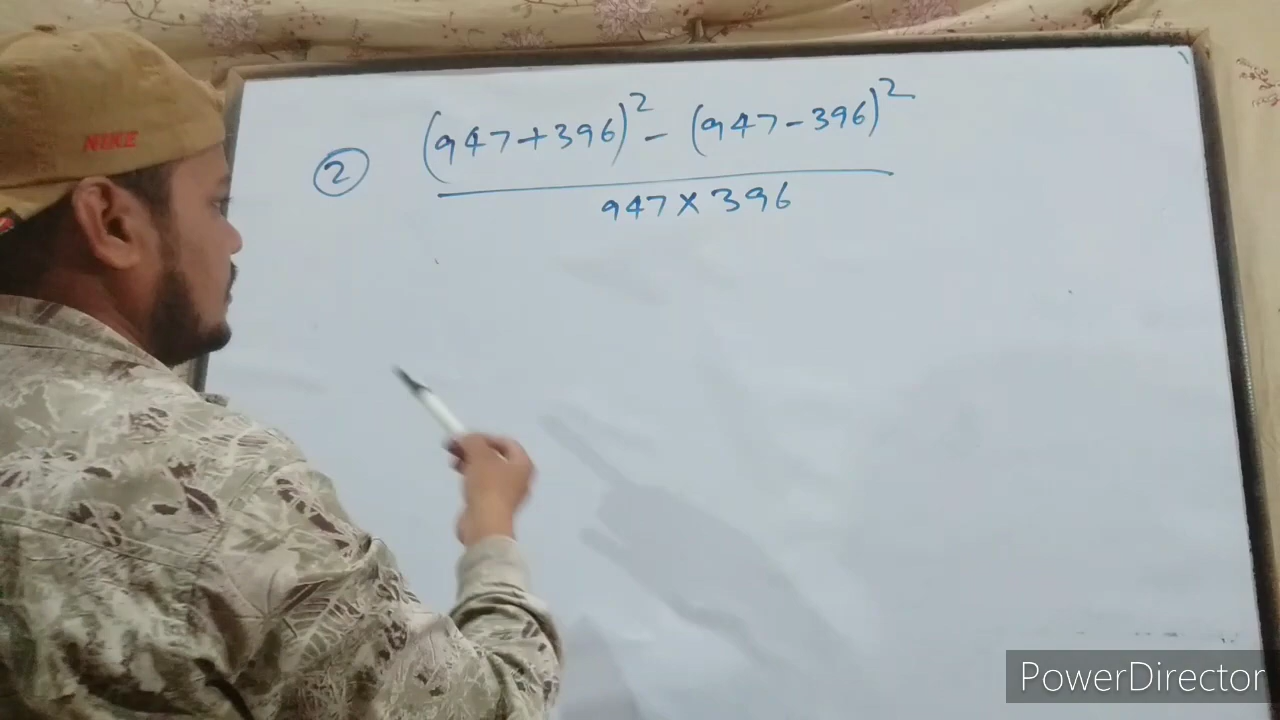 NIKE
(947+396)² - (947-396)²
②
947×396
PowerDirector